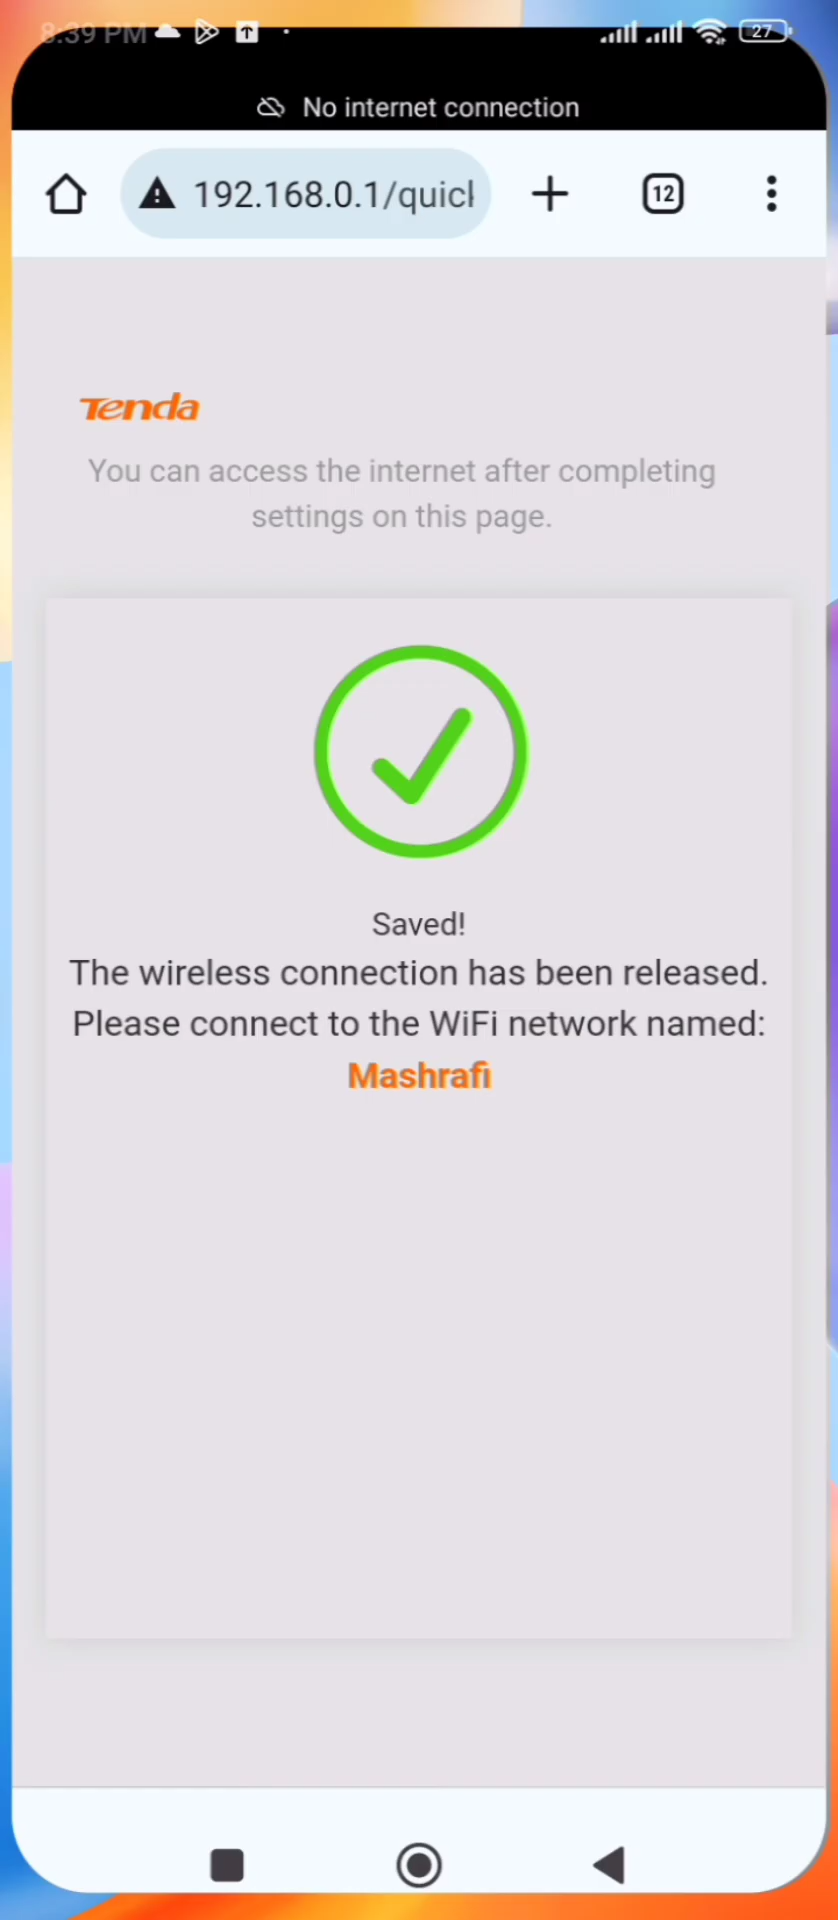 8:39 PM
27
No internet connection
192.168.0.1/quick
12
Tenda
You can access the internet after completing
settings on this page.
Saved!
The wireless connection has been released.
Please connect to the WiFi network named:
Mashrafi